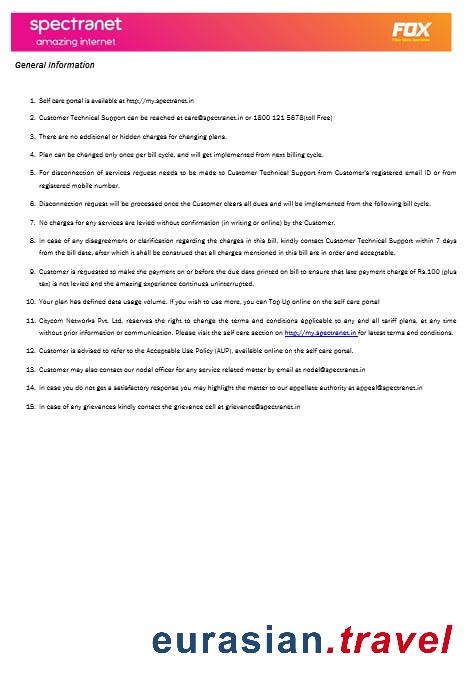 spectranet
amazing internet
FOX
General Information
1. Self care portal is available at http://my.spectranet.in
2. Customer Technical Support can be reached at care@spectranet.in or 1800 121 5678(toll Free)
3. There are no additional or hidden charges for changing plans.
4. Plan can be changed only once per bill cycle, and will get implemented from next billing cycle.
5. For disconnection of services request needs to be made to Customer Technical Support from Customer's registered email ID or from
registered mobile number.
6. Disconnection request will be processed once the Customer clears all dues and will be implemented from the following bill cycle.
7. No charges for any services are levied without confirmation (in writing or online) by the Customer.
8. In case of any disagreement or clarification regarding the charges in this bill, kindly contact Customer Technical Support within 7 days
from the bill date, after which it shall be construed that all charges mentioned in this bill are in order and acceptable.
9. Customer is requested to make the payment on or before the due date printed on bill to ensure that late payment charge of Rs.100 (plus
tax) is not levied and the amazing experience continues uninterrupted.
10. Your plan has defined data usage volume. If you wish to use more, you can Top Up online on the self care portal
11. Citycom Networks Pvt. Ltd. reserves the right to change the terms and conditions applicable to any and all tariff plans, at any time
without prior information or communication. Please visit the self care section on http://my.spectranet.in for latest terms and conditions.
12. Customer is advised to refer to the Acceptable Use Policy (AUP), available online on the self care portal.
13. Customer may also contact our nodel officer for any service related matter by email at nodel@spectranet.in
14. In case you do not get a satisfactory response you may highlight the matter to our appellate authority at appeal@spectranet.in
15. In case of any grievances kindly contact the grievance cell at grievance@spectranet.in
eurasian.travel